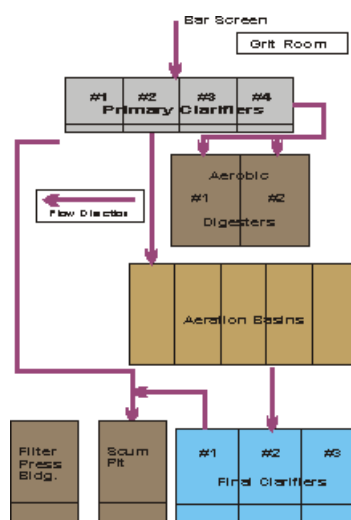 Bar Screen
Grit Room
#1 #2 #3 #4
Primary Clarifiers
Aerobic
#1 #2
Digesters
Flow Direction
Aeration Basins
Filter
Press
Bldg.
Scum
Pit
#1 #2 #3
Final Clarifiers